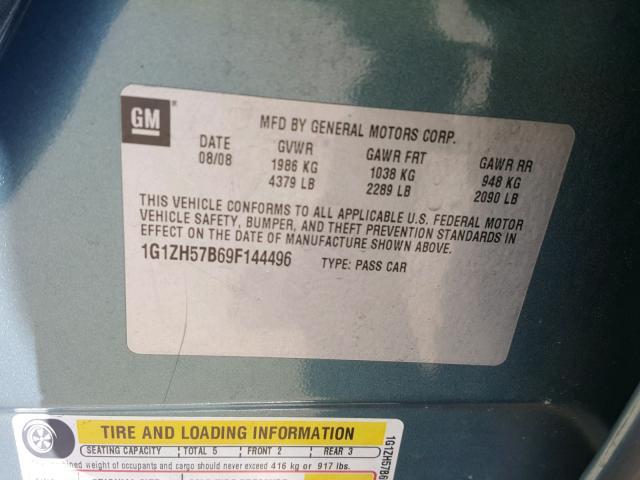 GM
MFD BY GENERAL MOTORS CORP.
DATE GVWR GAWR FRT GAWR RR
08/08 1986 KG 1038 KG 948 KG
4379 LB 2289 LB 2090 LB
THIS VEHICLE CONFORMS TO ALL APPLICABLE U.S. FEDERAL MOTOR
VEHICLE SAFETY, BUMPER, AND THEFT PREVENTION STANDARDS IN
EFFECT ON THE DATE OF MANUFACTURE SHOWN ABOVE.
1G1ZH57B69F144496 TYPE: PASS CAR
TIRE AND LOADING INFORMATION
SEATING CAPACITY TOTAL 5 FRONT 2 REAR 3
weight of occupants and cargo should never exceed 416 kg or 917 lbs.
1G1ZH57B6